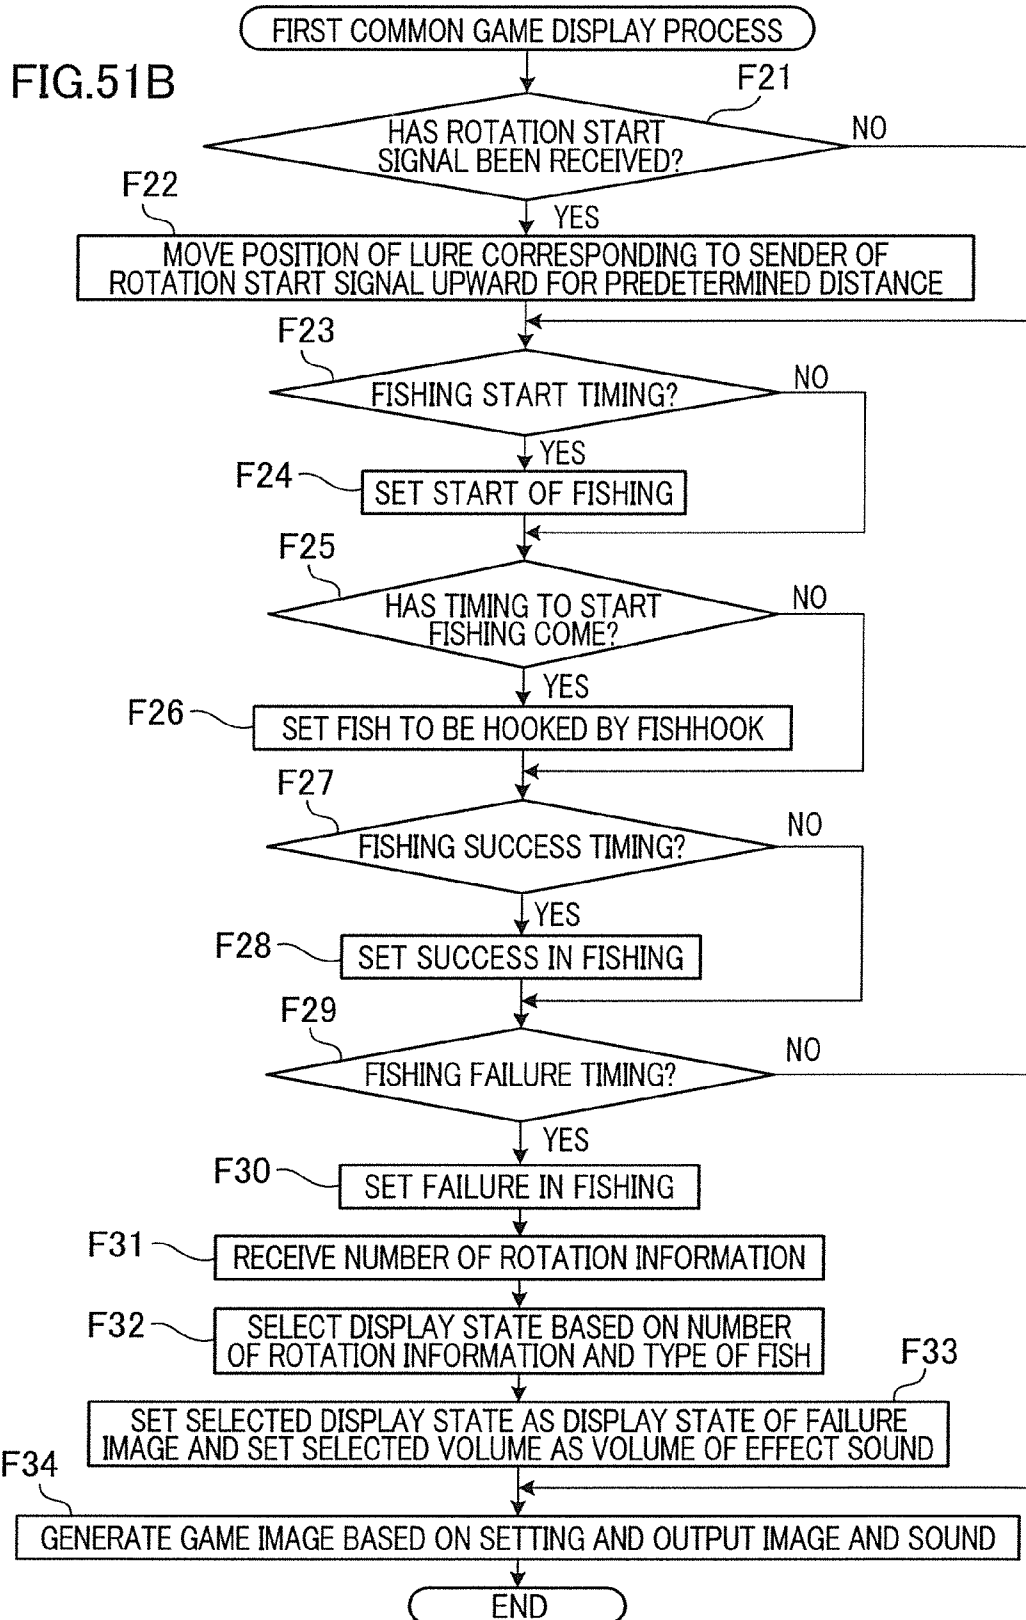 FIRST COMMON GAME DISPLAY PROCESS
FIG.51B
F21
HAS ROTATION START
SIGNAL BEEN RECEIVED?
NO
F22
YES
MOVE POSITION OF LURE CORRESPONDING TO SENDER OF
ROTATION START SIGNAL UPWARD FOR PREDETERMINED DISTANCE
F23
FISHING START TIMING?
NO
YES
F24
SET START OF FISHING
F25
HAS TIMING TO START
FISHING COME?
NO
YES
F26
SET FISH TO BE HOOKED BY FISHHOOK
F27
FISHING SUCCESS TIMING?
NO
YES
F28
SET SUCCESS IN FISHING
F29
FISHING FAILURE TIMING?
NO
YES
F30
SET FAILURE IN FISHING
F31
RECEIVE NUMBER OF ROTATION INFORMATION
F32
SELECT DISPLAY STATE BASED ON NUMBER
OF ROTATION INFORMATION AND TYPE OF FISH
F33
SET SELECTED DISPLAY STATE AS DISPLAY STATE OF FAILURE
IMAGE AND SET SELECTED VOLUME AS VOLUME OF EFFECT SOUND
F34
GENERATE GAME IMAGE BASED ON SETTING AND OUTPUT IMAGE AND SOUND
END